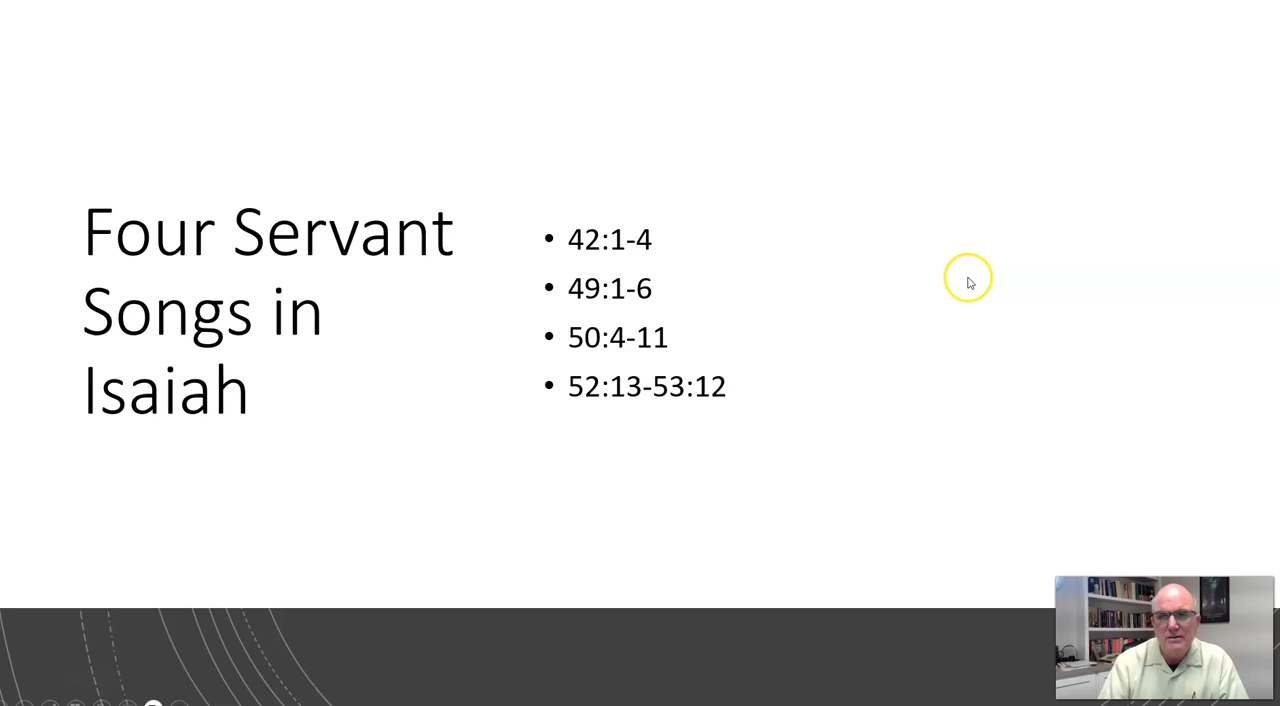 Four Servant
Songs in
Isaiah
• 42:1-4
• 49:1-6
• 50:4-11
• 52:13-53:12